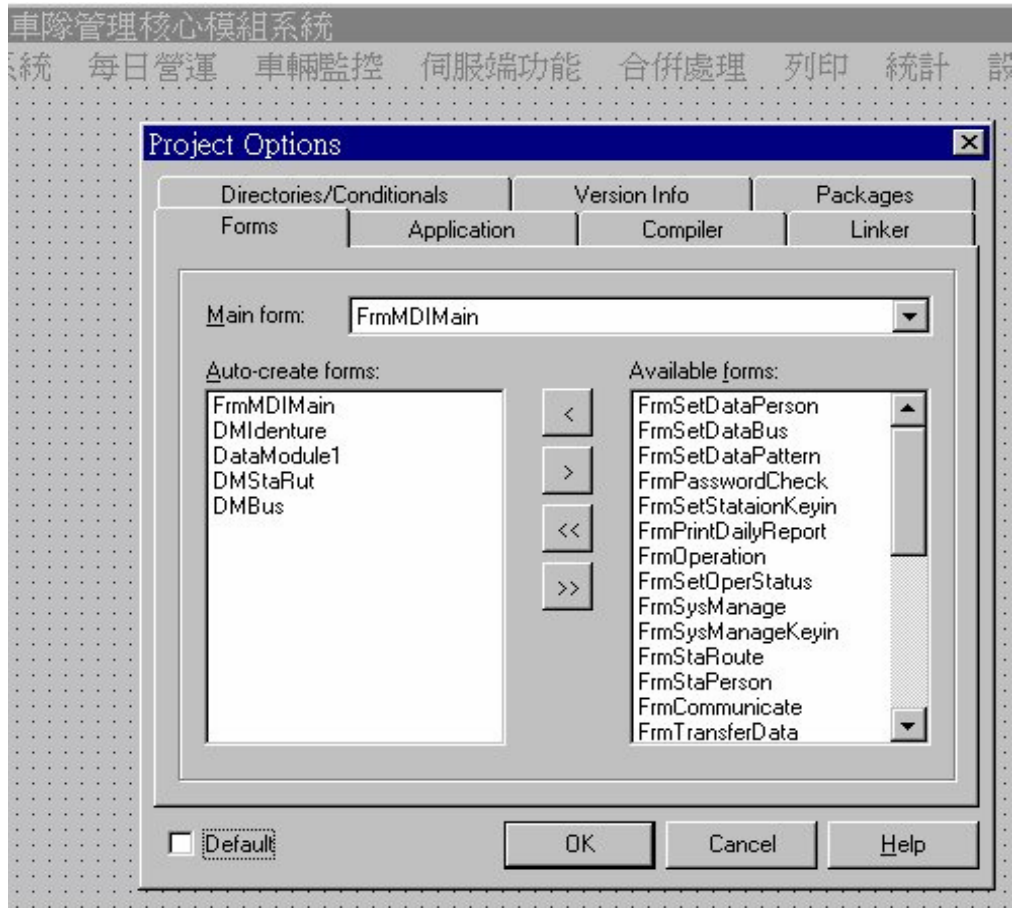 車隊管理核心模組系統
系統 每日營運 車輛監控 伺服端功能 合併處理 列印 統計 設
Project Options
Directories/Conditionals Version Info Packages
Forms Application Compiler Linker
Main form: FrmMDIMain
Auto-create forms: Available forms:
FrmMDIMain
DMIdenture
DataModule1
DMStaRut
DMBus
<
>
<<
>>
FrmSetDataPerson
FrmSetDataBus
FrmSetDataPattern
FrmPasswordCheck
FrmSetStataionKeyin
FrmPrintDailyReport
FrmOperation
FrmSetOperStatus
FrmSysManage
FrmSysManageKeyin
FrmStaRoute
FrmStaPerson
FrmCommunicate
FrmTransferData
Default OK Cancel Help